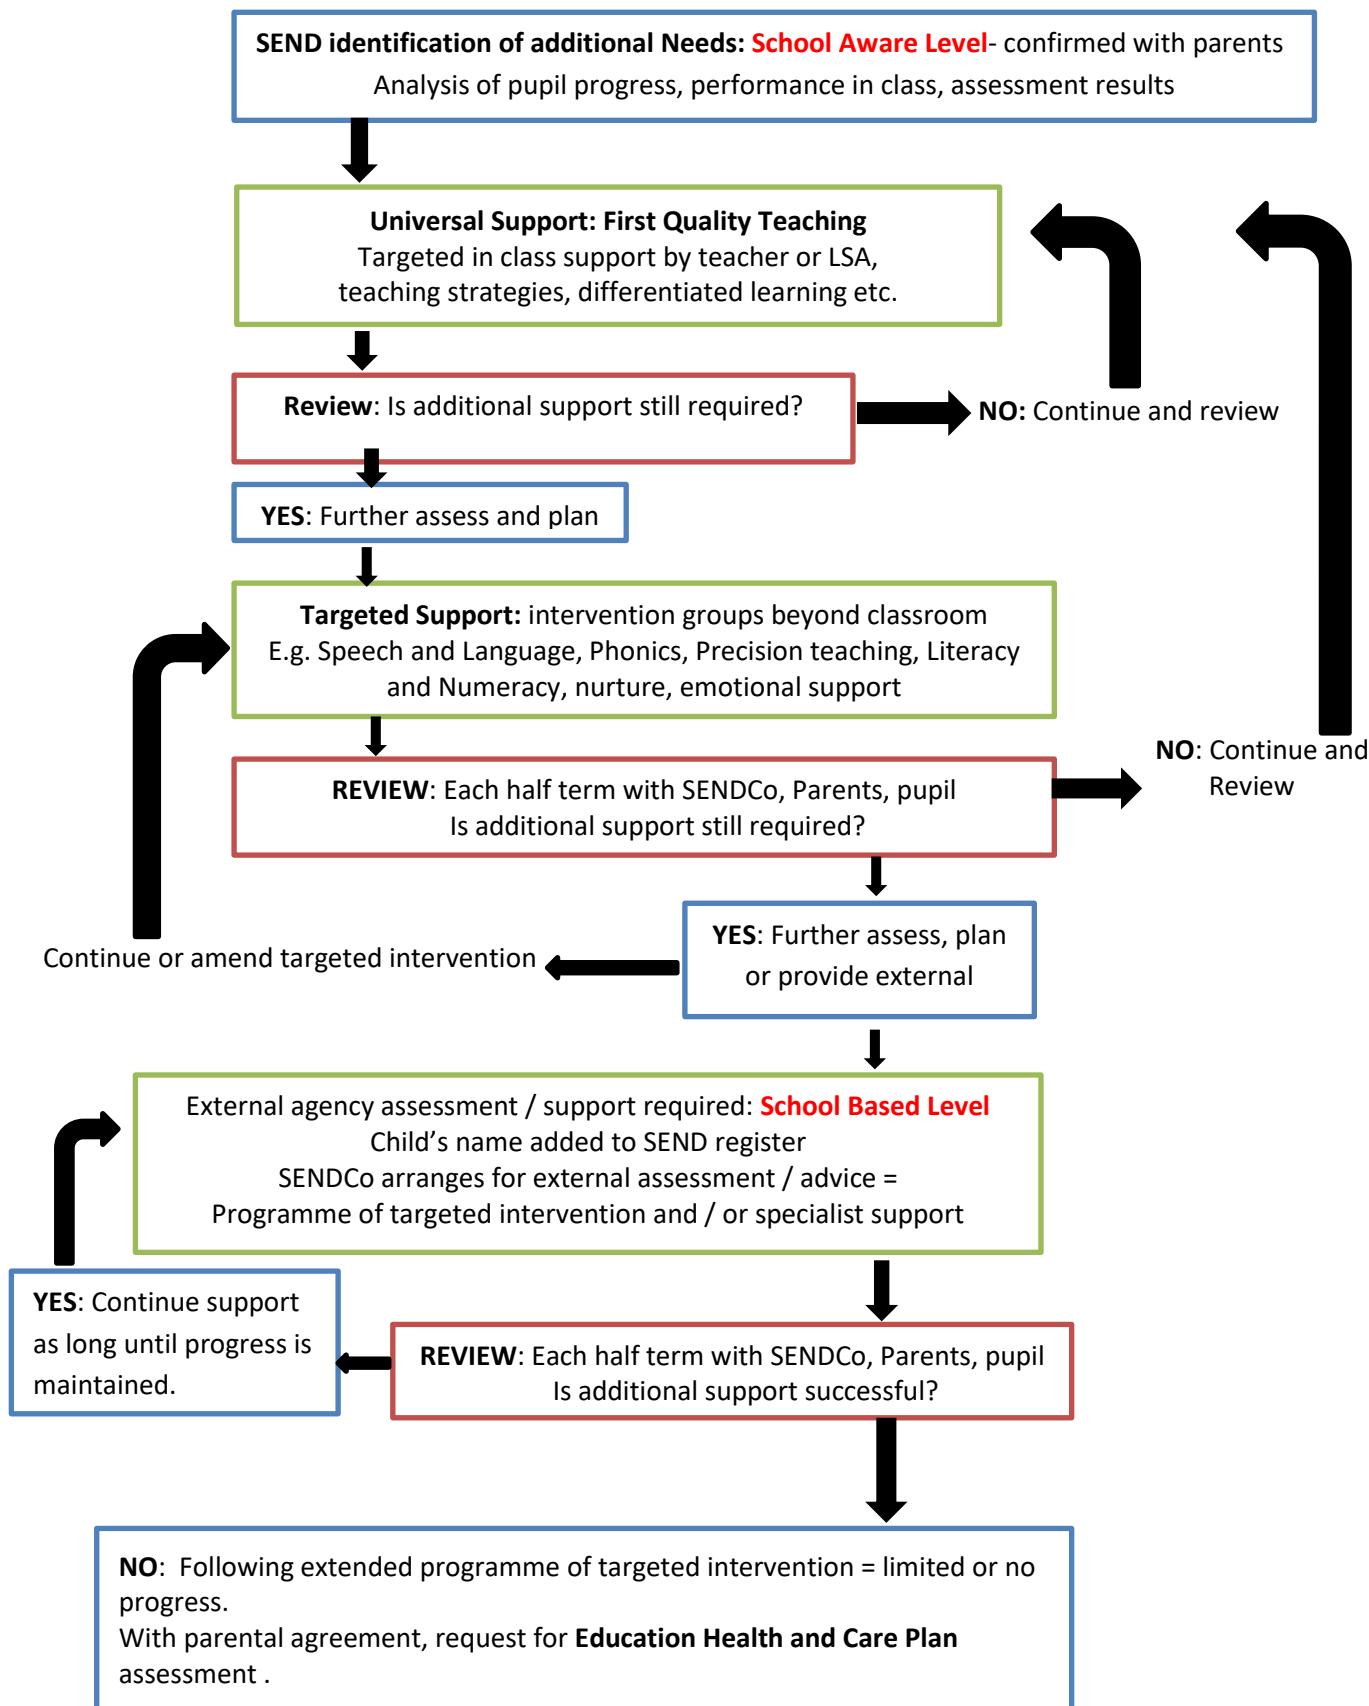 SEND identification of additional Needs: School Aware Level- confirmed with parents
Analysis of pupil progress, performance in class, assessment results
Universal Support: First Quality Teaching
Targeted in class support by teacher or LSA,
teaching strategies, differentiated learning etc.
Review: Is additional support still required?
NO: Continue and review
YES: Further assess and plan
Targeted Support: intervention groups beyond classroom
E.g. Speech and Language, Phonics, Precision teaching, Literacy
and Numeracy, nurture, emotional support
REVIEW: Each half term with SENDCo, Parents, pupil
Is additional support still required?
NO: Continue and
Review
YES: Further assess, plan
or provide external
Continue or amend targeted intervention
External agency assessment / support required: School Based Level
Child’s name added to SEND register
SENDCo arranges for external assessment / advice =
Programme of targeted intervention and / or specialist support
YES: Continue support
as long until progress is
maintained.
REVIEW: Each half term with SENDCo, Parents, pupil
Is additional support successful?
NO:  Following extended programme of targeted intervention = limited or no
progress.
With parental agreement, request for Education Health and Care Plan
assessment .